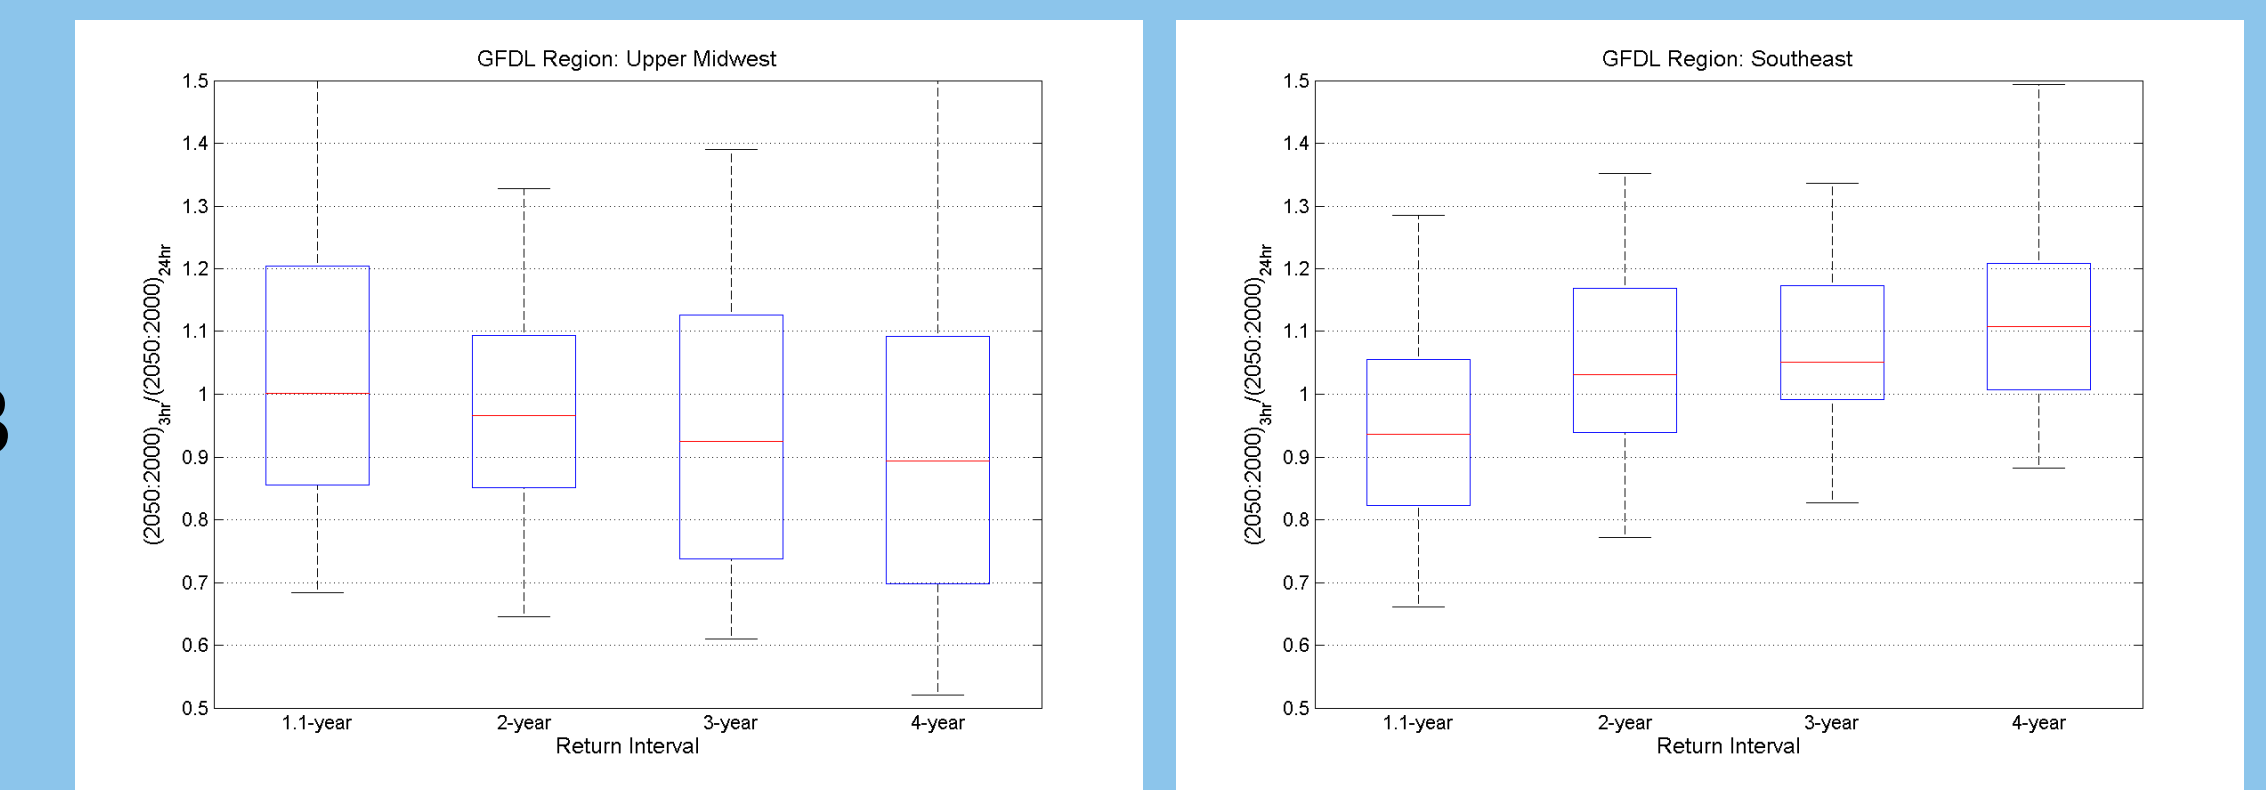 GFDL Region: Upper Midwest
1.5
1.4
1.3
1.2
1.1
1
0.9
0.8
0.7
0.6
0.5
(2050:2000)3hr/(2050:2000)24hr
1.1-year 2-year 3-year 4-year
Return Interval
GFDL Region: Southeast
1.5
1.4
1.3
1.2
1.1
1
0.9
0.8
0.7
0.6
0.5
(2050:2000)3hr/(2050:2000)24hr
1.1-year 2-year 3-year 4-year
Return Interval